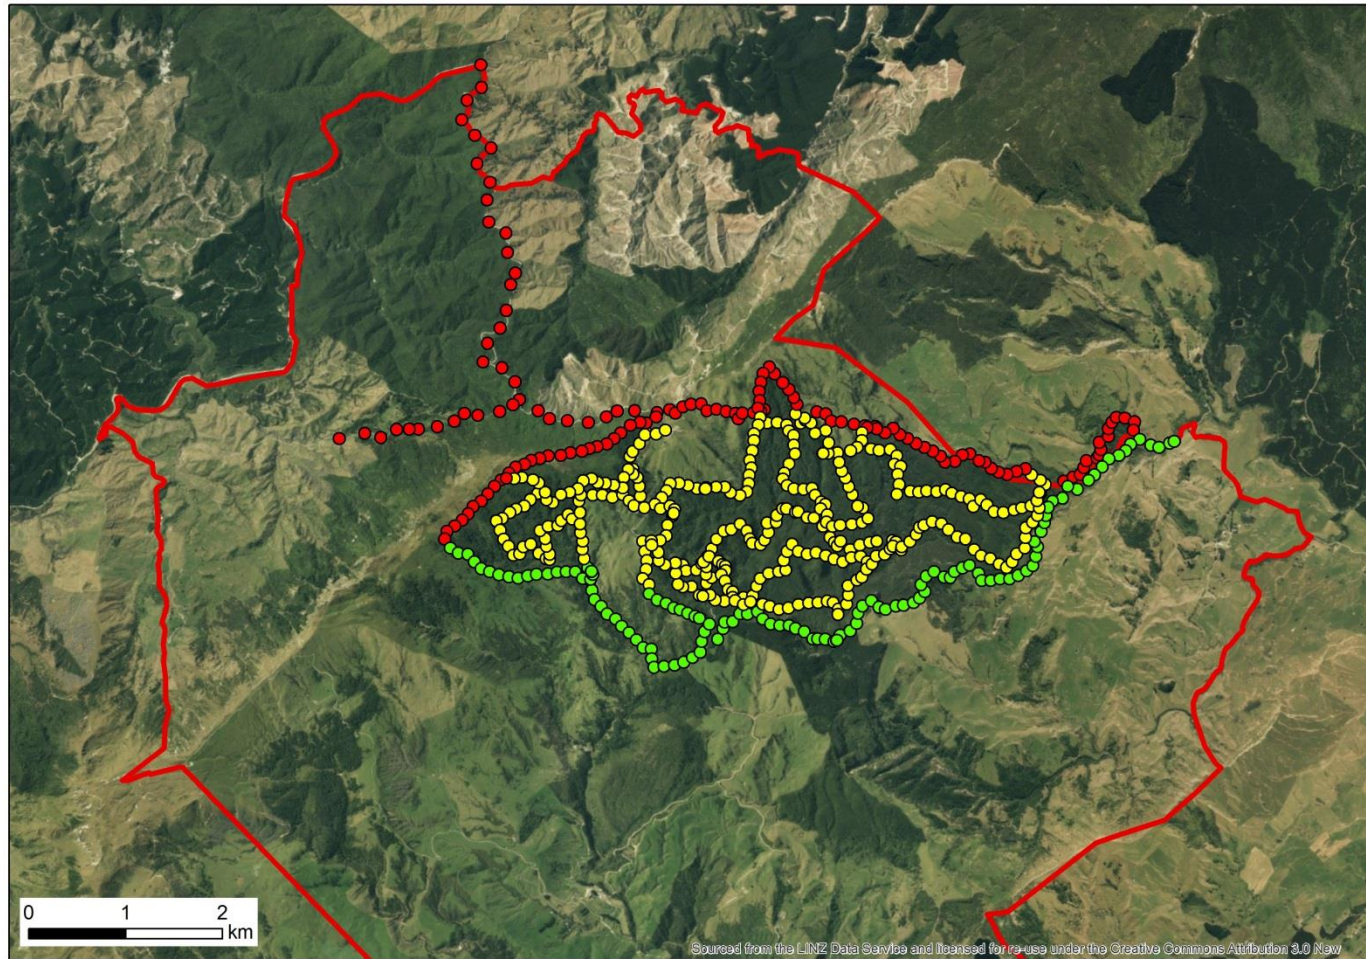 0 1 2
km
Sourced from the LINZ Data Service and licensed for re-use under the Creative Commons Attribution 3.0 New